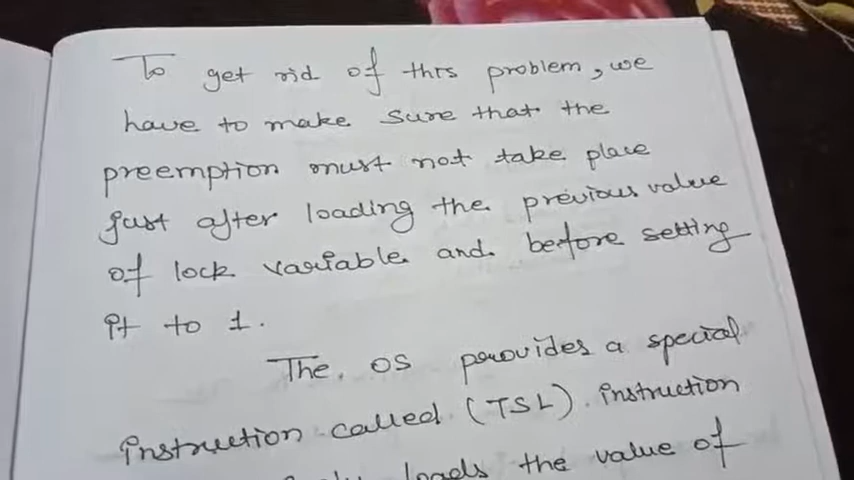 To get rid of this problem, we
have to make sure that the
preemption must not take place
just after loading the previous value
of lock variable and before setting
it to 1.
The OS provides a special
instruction called (TSL) instruction
loads the value of